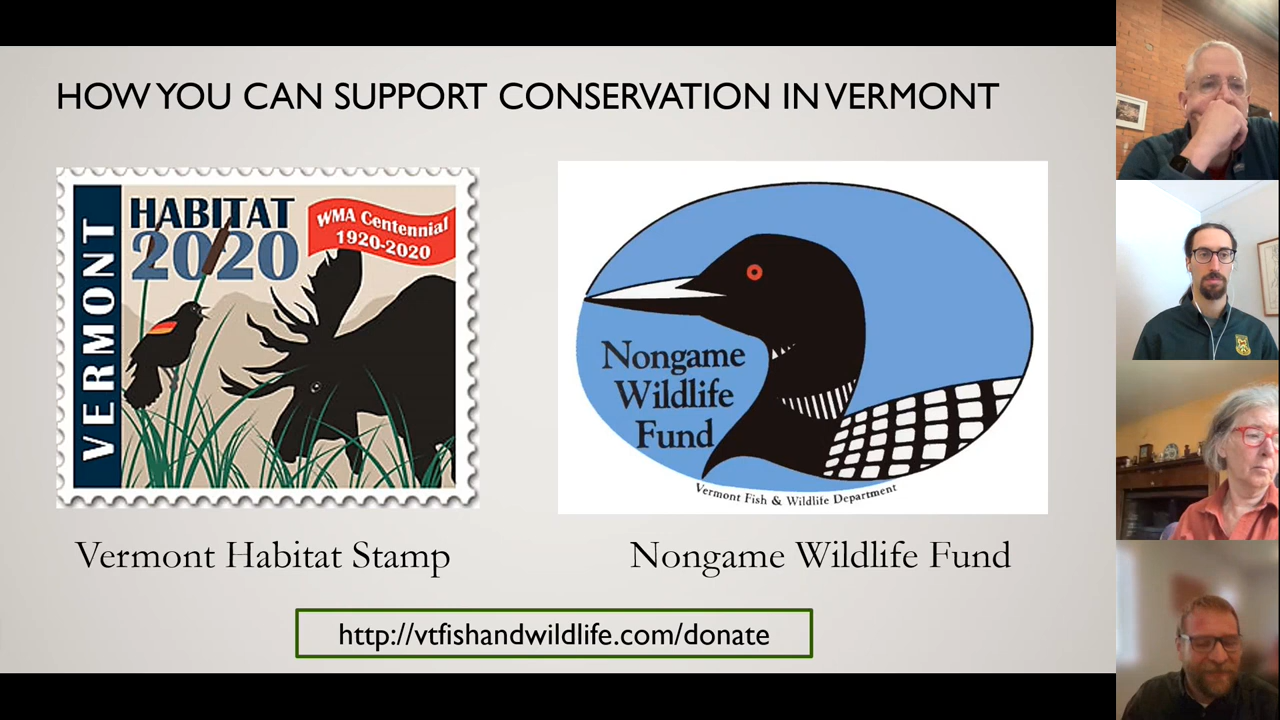 HOW YOU CAN SUPPORT CONSERVATION IN VERMONT
VERMONT
HABITAT
2020
WMA Centennial
1920-2020
Nongame
Wildlife
Fund
Vermont Fish & Wildlife Department
Vermont Habitat Stamp
Nongame Wildlife Fund
http://vtfishandwildlife.com/donate